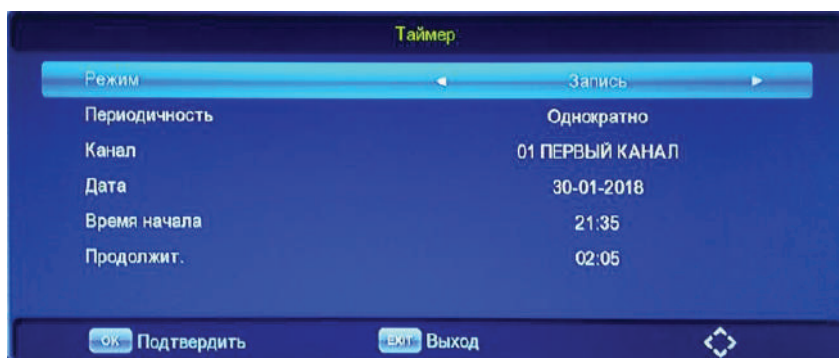 Таймер
Режим Запись
Периодичность Однократно
Канал 01 ПЕРВЫЙ КАНАЛ
Дата 30-01-2018
Время начала 21:35
Продолжит. 02:05
OK Подтвердить EXIT Выход